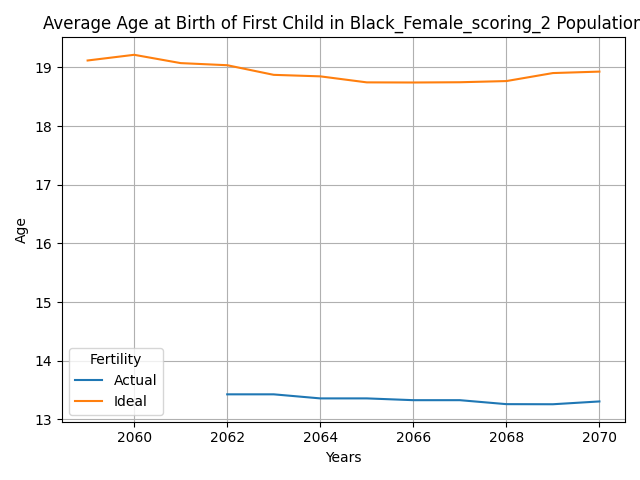 Average Age at Birth of First Child in Black_Female_scoring_2 Population
19
18
17
16
15
14
13
Age
Fertility
Actual
Ideal
2060 2062 2064 2066 2068 2070
Years